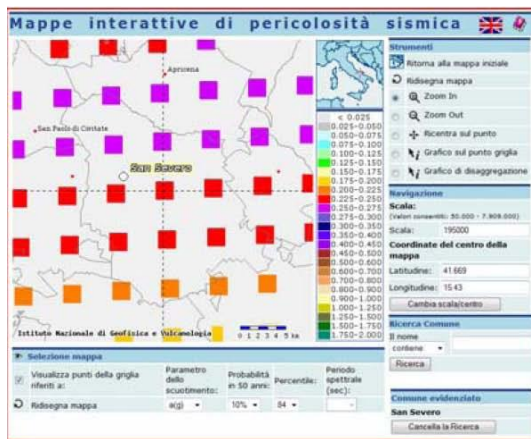 Mappe interattive di pericolosità sismica
Apricena
San Paolo di Civitate
San Severo
Istituto Nazionale di Geofisica e Vulcanologia
0 1 2 3 4 5 km
< 0.025
0.025-0.050
0.050-0.075
0.075-0.100
0.100-0.125
0.125-0.150
0.150-0.175
0.175-0.200
0.200-0.225
0.225-0.250
0.250-0.275
0.275-0.300
0.300-0.350
0.350-0.400
0.400-0.450
0.450-0.500
0.500-0.600
0.600-0.700
0.700-0.800
0.800-0.900
0.900-1.000
1.000-1.250
1.250-1.500
1.500-1.750
1.750-2.000
Strumenti
Ritorna alla mappa iniziale
Ridisegna mappa
Zoom In
Zoom Out
Ricentra sul punto
Grafico sul punto griglia
Grafico di disaggregazione
Navigazione
Scala:
(Valori consentiti: 50.000 - 7.909.000)
Scala: 195000
Coordinate del centro della
mappa
Latitudine: 41.669
Longitudine: 15.43
Cambia scala/centro
Ricerca Comune
Il nome
contiene
Ricerca
Comune evidenziato
San Severo
Cancella la Ricerca
Selezione mappa
Visualizza punti della griglia
riferiti a:
Parametro
dello
scuotimento:
Probabilità
in 50 anni:
Percentile:
Periodo
spettrale
(sec):
Ridisegna mappa
a(g)
10%
84